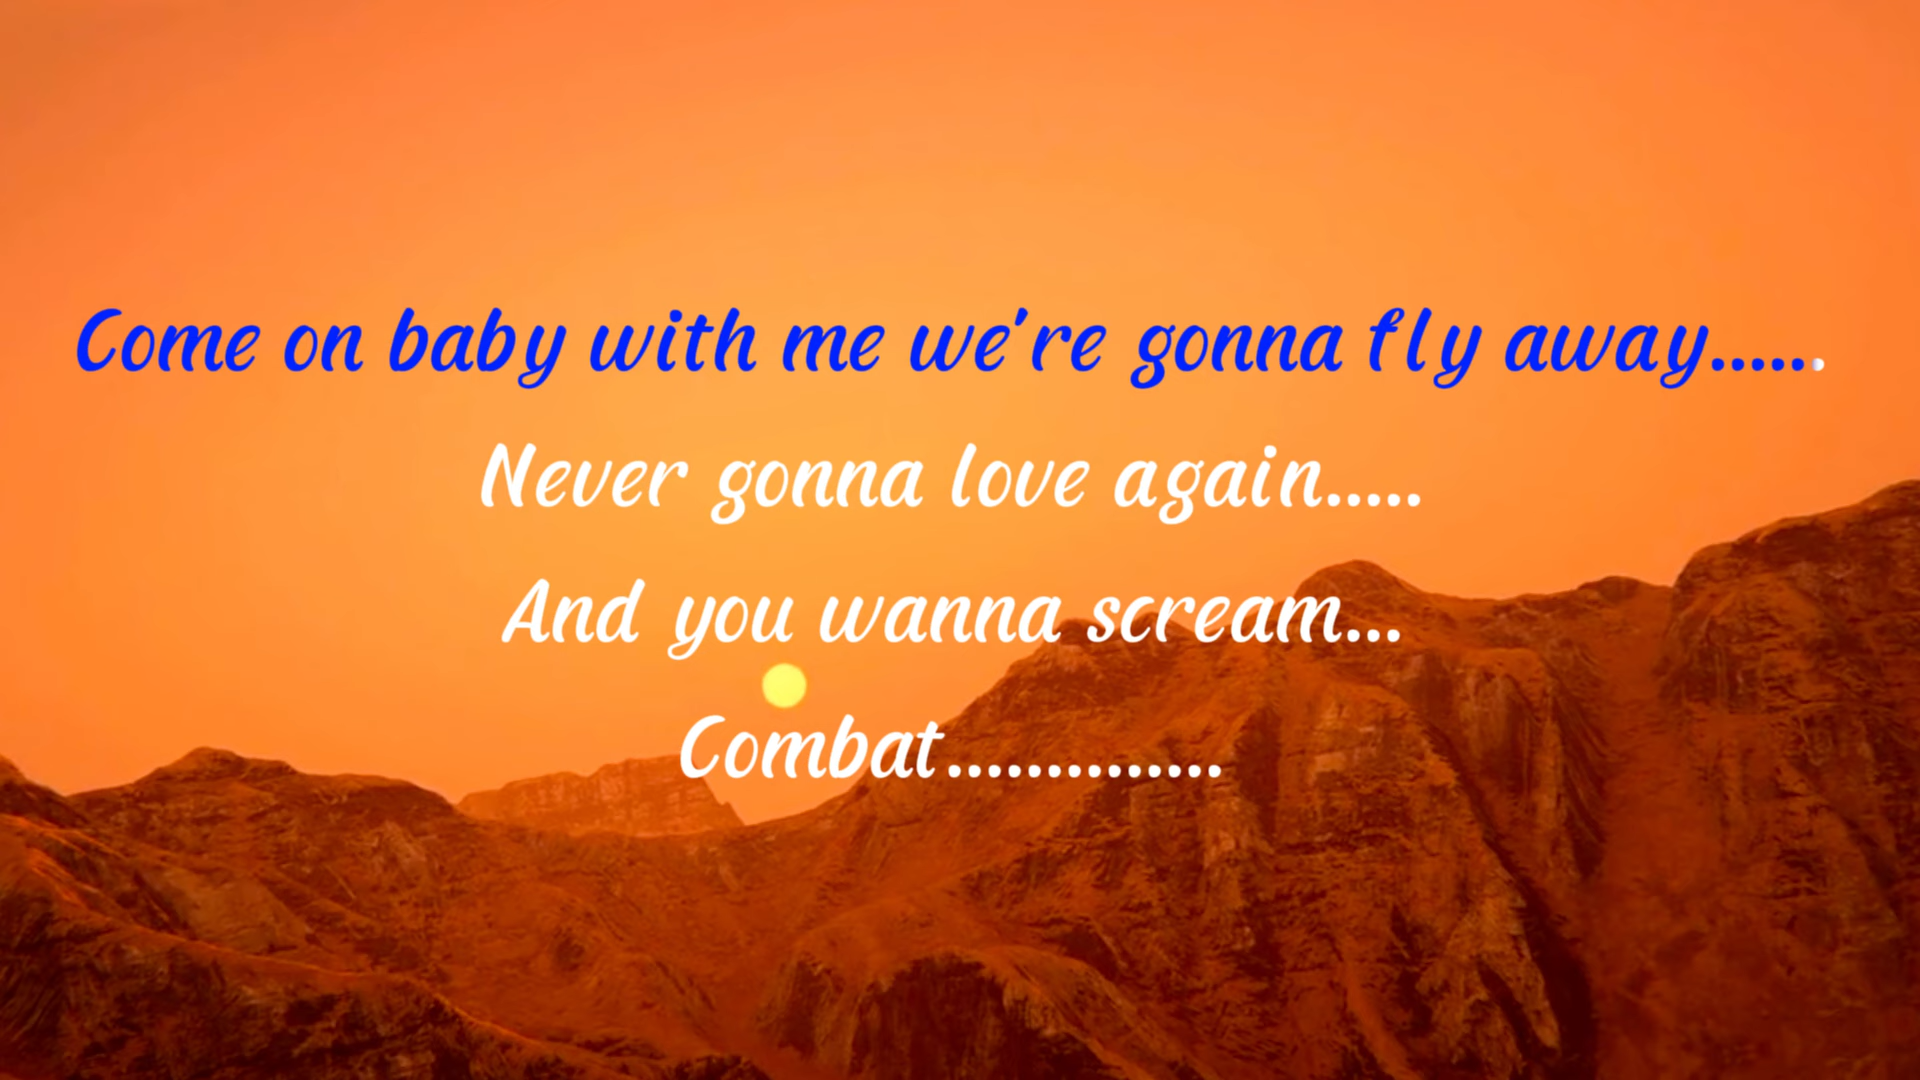 Come on baby with me we're gonna fly away......
Never gonna love again.....
And you wanna scream...
Combat..............